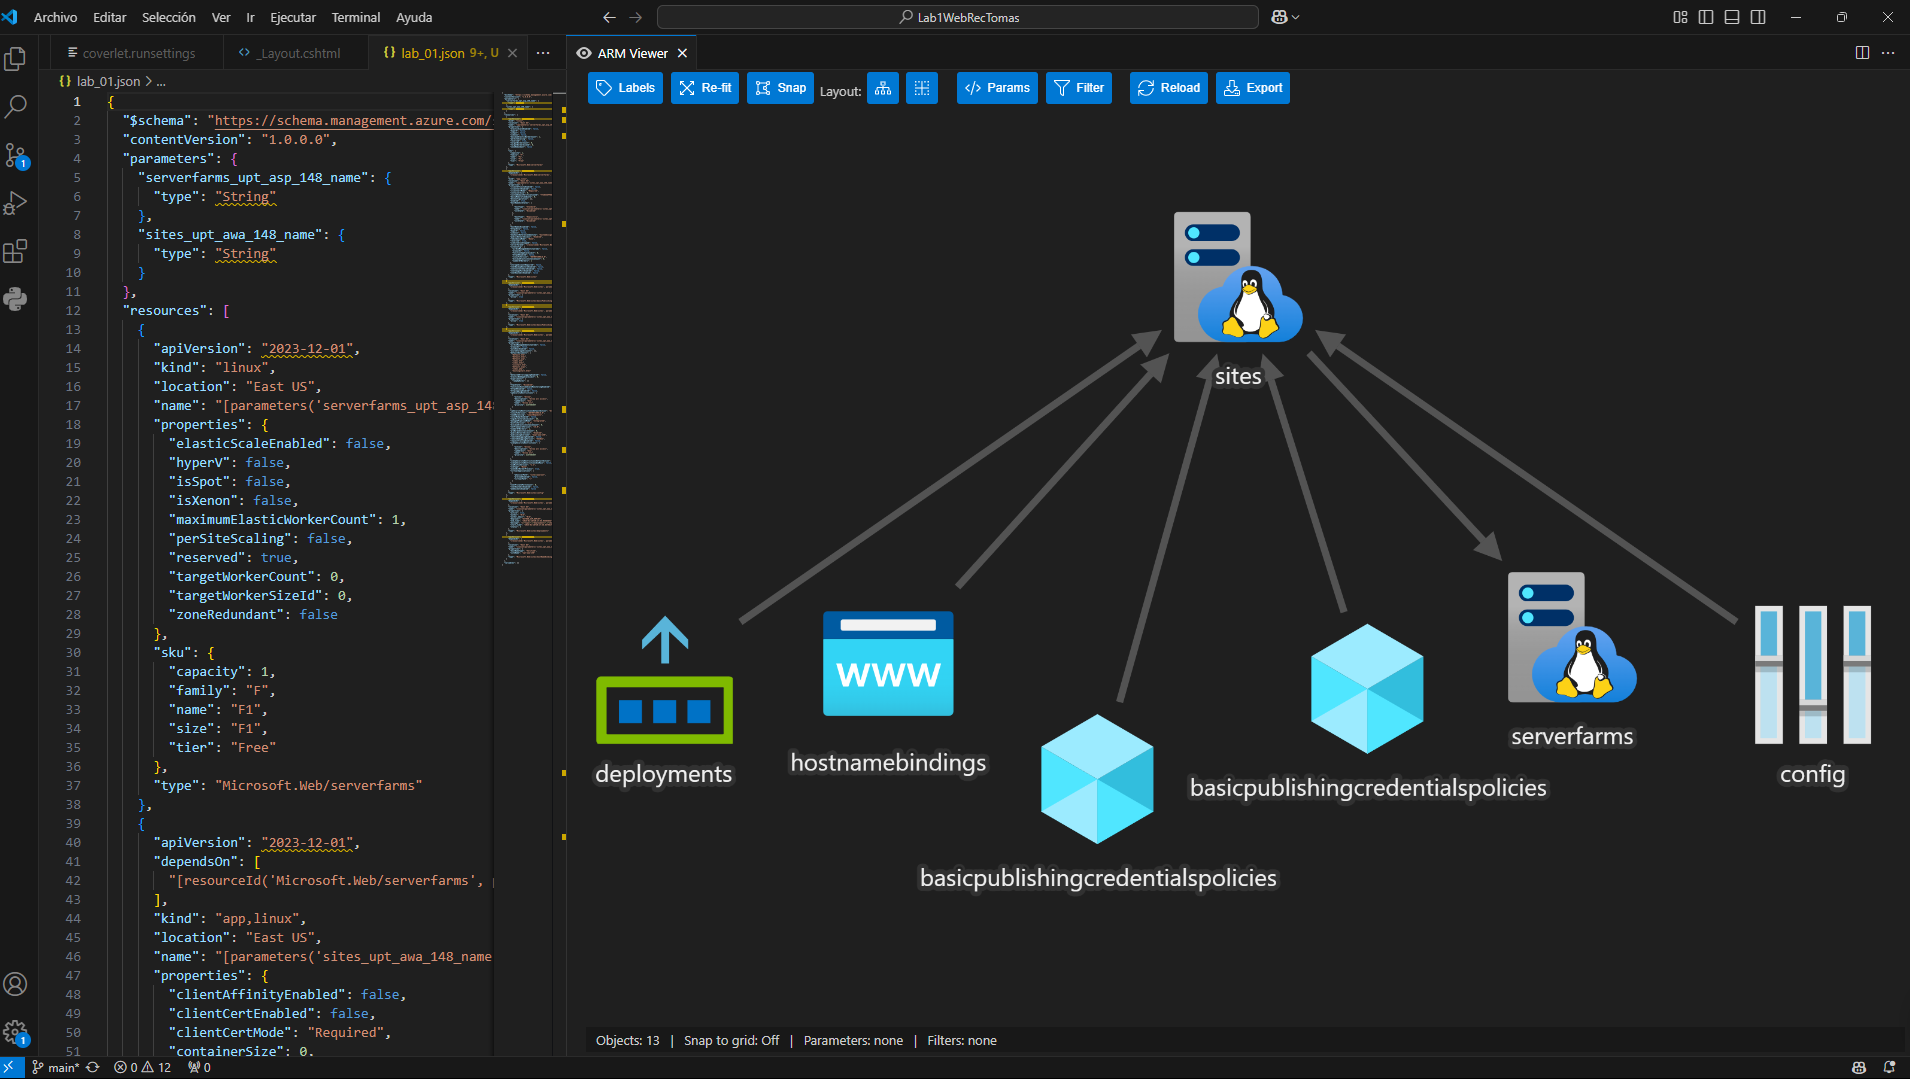 Archivo Editar Selección Ver Ir Ejecutar Terminal Ayuda
Lab1WebRecTomas
coverlet.runsettings
_Layout.cshtml
lab_01.json 9+, U
ARM Viewer
lab_01.json > ...
Labels Re-fit Snap Layout: Params Filter Reload Export
1 {
2 "$schema": "https://schema.management.azure.com/
3 "contentVersion": "1.0.0.0",
4 "parameters": {
5 "serverfarms_upt_asp_148_name": {
6 "type": "String"
7 },
8 "sites_upt_awa_148_name": {
9 "type": "String"
10 }
11 },
12 "resources": [
13 {
14 "apiVersion": "2023-12-01",
15 "kind": "linux",
16 "location": "East US",
17 "name": "[parameters('serverfarms_upt_asp_148
18 "properties": {
19 "elasticScaleEnabled": false,
20 "hyperV": false,
21 "isSpot": false,
22 "isXenon": false,
23 "maximumElasticWorkerCount": 1,
24 "perSiteScaling": false,
25 "reserved": true,
26 "targetWorkerCount": 0,
27 "targetWorkerSizeId": 0,
28 "zoneRedundant": false
29 },
30 "sku": {
31 "capacity": 1,
32 "family": "F",
33 "name": "F1",
34 "size": "F1",
35 "tier": "Free"
36 },
37 "type": "Microsoft.Web/serverfarms"
38 },
39 {
40 "apiVersion": "2023-12-01",
41 "dependsOn": [
42 "[resourceId('Microsoft.Web/serverfarms',
43 ],
44 "kind": "app,linux",
45 "location": "East US",
46 "name": "[parameters('sites_upt_awa_148_name
47 "properties": {
48 "clientAffinityEnabled": false,
49 "clientCertEnabled": false,
50 "clientCertMode": "Required",
51 "containerSize": 0,
sites
www
deployments
hostnamebindings
basicpublishingcredentialspolicies
basicpublishingcredentialspolicies
serverfarms
config
Objects: 13 | Snap to grid: Off | Parameters: none | Filters: none
1
1
main* 0 12 0